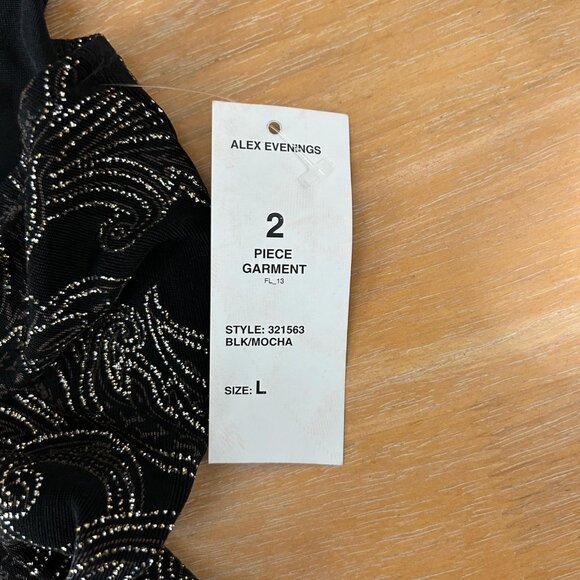 ALEX EVENINGS
2
PIECE
GARMENT
FL_13
STYLE: 321563
BLK/MOCHA
SIZE: L